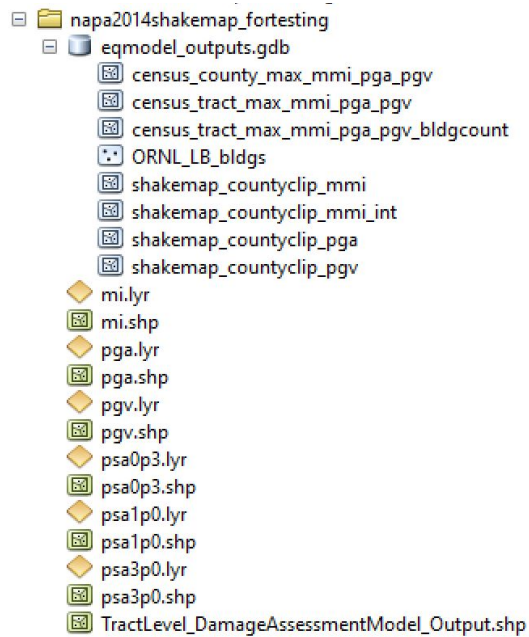 napa2014shakemap_fortesting
eqmodel_outputs.gdb
census_county_max_mmi_pga_pgv
census_tract_max_mmi_pga_pgv
census_tract_max_mmi_pga_pgv_bldgcount
ORNL_LB_bldgs
shakemap_countyclip_mmi
shakemap_countyclip_mmi_int
shakemap_countyclip_pga
shakemap_countyclip_pgv
mi.lyr
mi.shp
pga.lyr
pga.shp
pgv.lyr
pgv.shp
psa0p3.lyr
psa0p3.shp
psa1p0.lyr
psa1p0.shp
psa3p0.lyr
psa3p0.shp
TractLevel_DamageAssessmentModel_Output.shp